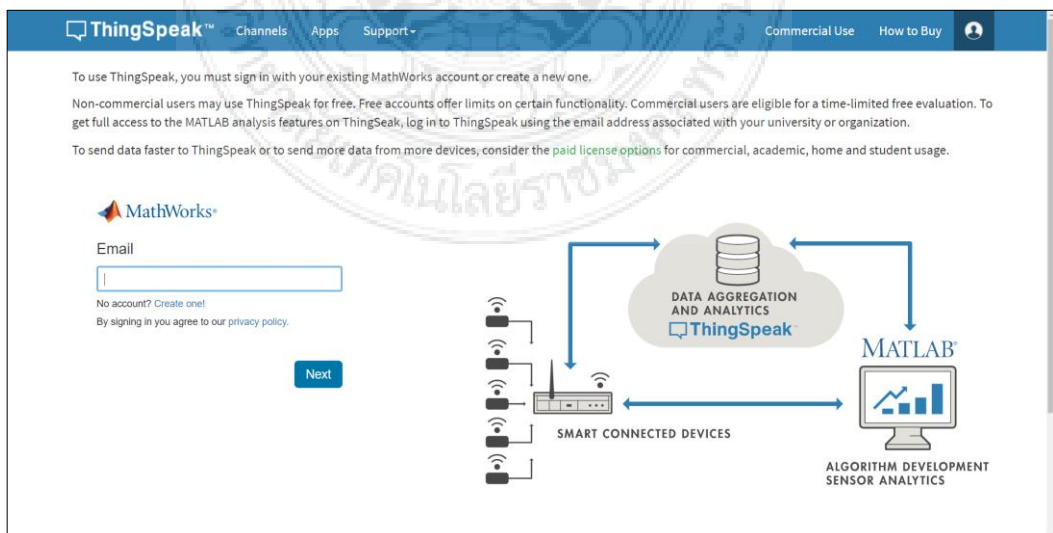 ThingSpeak™ Channels Apps Support Commercial Use How to Buy
To use ThingSpeak, you must sign in with your existing MathWorks account or create a new one.
Non-commercial users may use ThingSpeak for free. Free accounts offer limits on certain functionality. Commercial users are eligible for a time-limited free evaluation. To
get full access to the MATLAB analysis features on ThingSeak, log in to ThingSpeak using the email address associated with your university or organization.
To send data faster to ThingSpeak or to send more data from more devices, consider the paid license options for commercial, academic, home and student usage.
MathWorks®
Email
No account? Create one!
By signing in you agree to our privacy policy.
Next
DATA AGGREGATION
AND ANALYTICS
ThingSpeak™
SMART CONNECTED DEVICES
MATLAB®
ALGORITHM DEVELOPMENT
SENSOR ANALYTICS